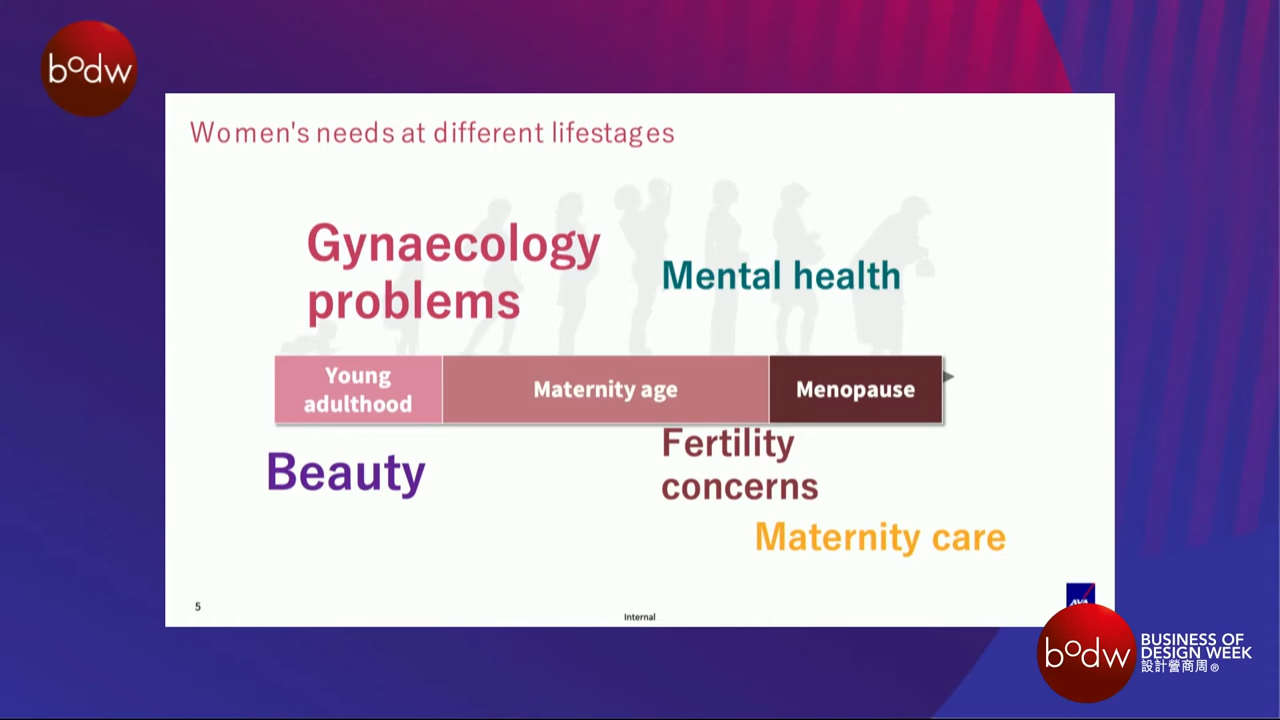 bodw
Women's needs at different lifestages
Gynaecology
problems
Mental health
Young
adulthood
Maternity age
Menopause
Beauty
Fertility
concerns
Maternity care
5
Internal
AXA
bodw
BUSINESS OF
DESIGN WEEK
設計營商周®